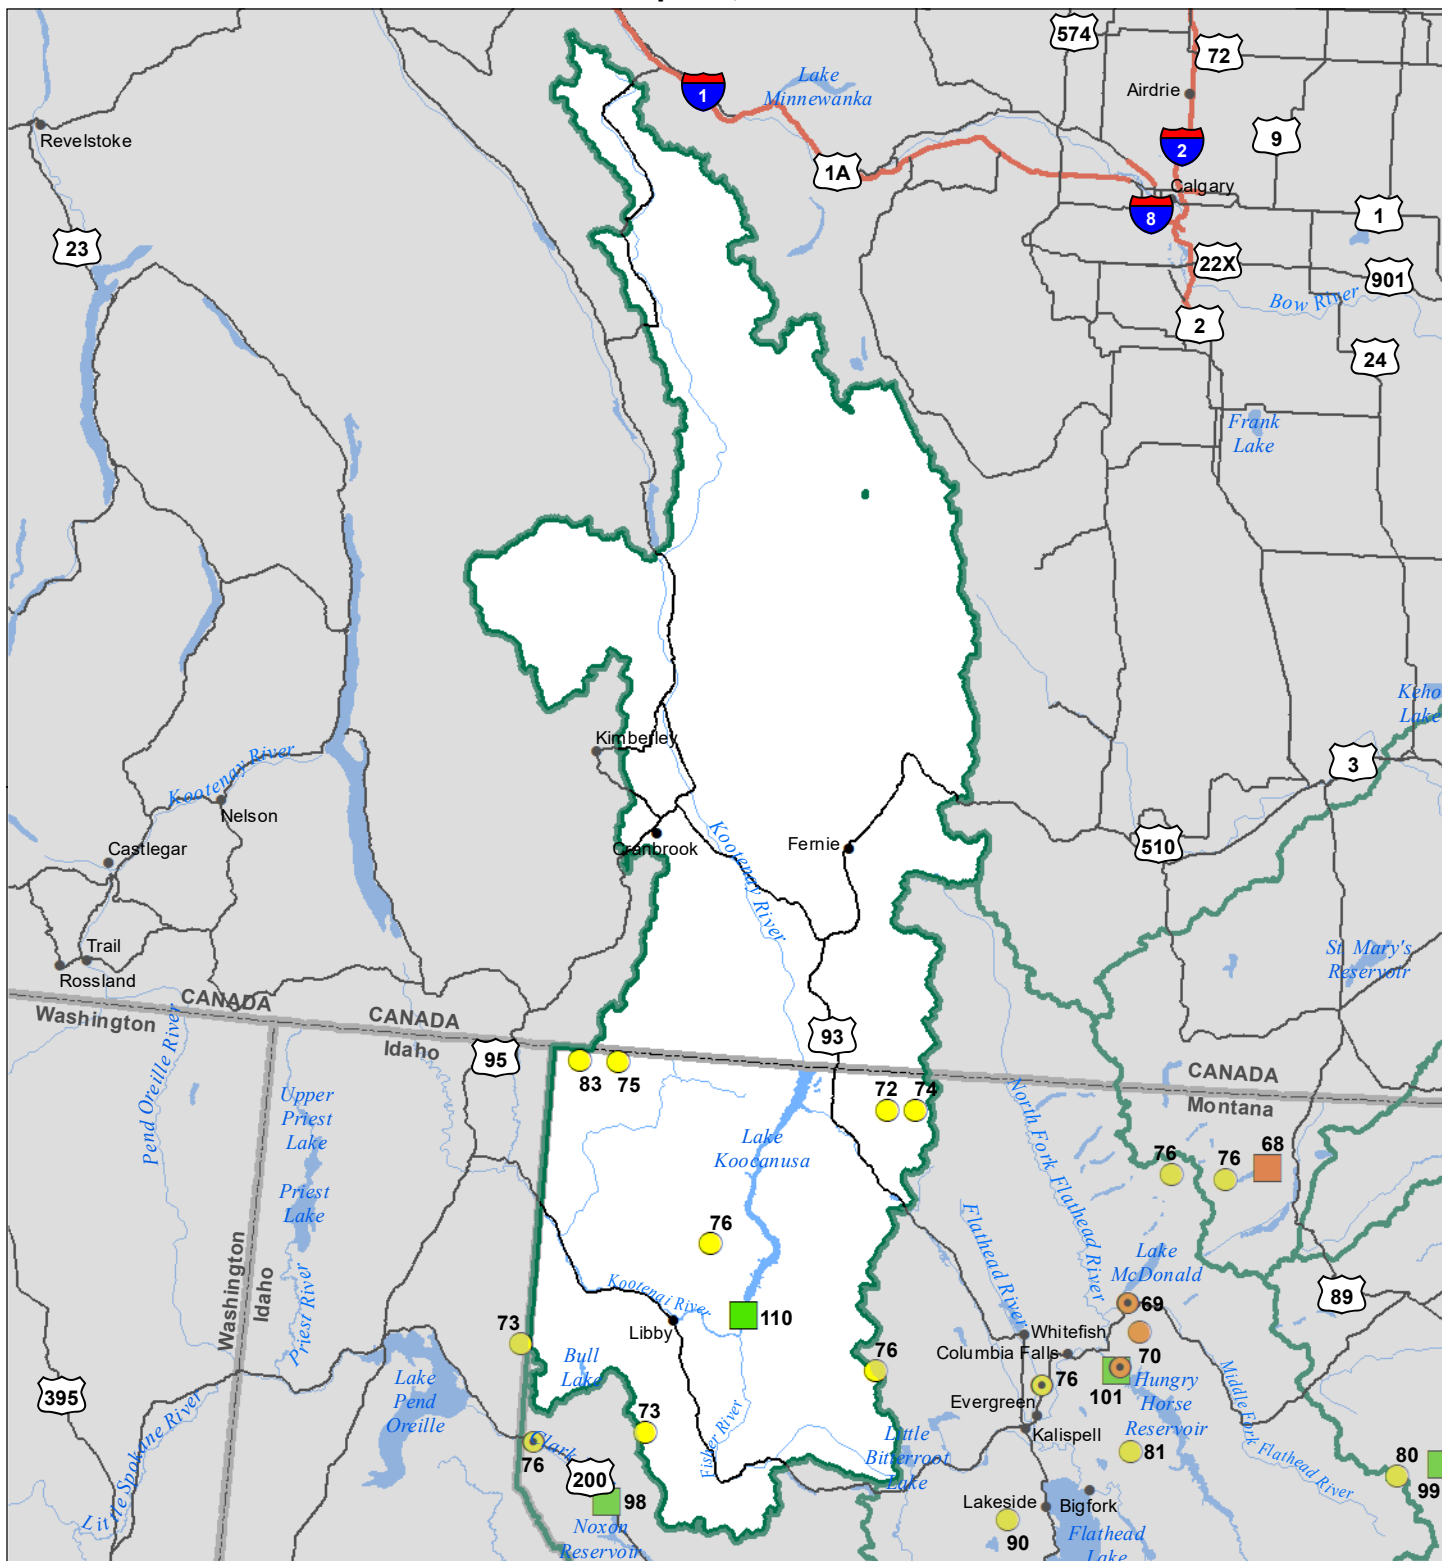 574
72
Lake
Minnewanka
1
Airdrie
Revelstoke
2
9
1A
Calgary
8
1
23
22X
901
Bow River
2
24
Frank
Lake
Keho
Lake
Kimberley
3
Kootenay River
Nelson
Castlegar
Cranbrook
Kootenay River
Fernie
510
Trail
Rossland
St. Mary's
Reservoir
CANADA
Washington
CANADA
Idaho
95
93
CANADA
Montana
83
75
72
74
Pend Oreille River
Upper
Priest
Lake
Lake
Koocanusa
North Fork Flathead River
76
76
68
Priest
Lake
76
Flathead River
Lake
McDonald
Washington
Idaho
Priest River
Kootenai River
110
69
89
73
Libby
Whitefish
Columbia Falls
70
Bull
Lake
76
76
101
Hungry
Horse
Reservoir
Middle Fork Flathead River
395
Lake
Pend
Oreille
Evergreen
73
Kalispell
Little Spokane River
Clark
76
Fisher River
Little
Bitterroot
Lake
81
80
99
200
98
Lakeside
Bigfork
Noxon
Reservoir
90
Flathead
Lake